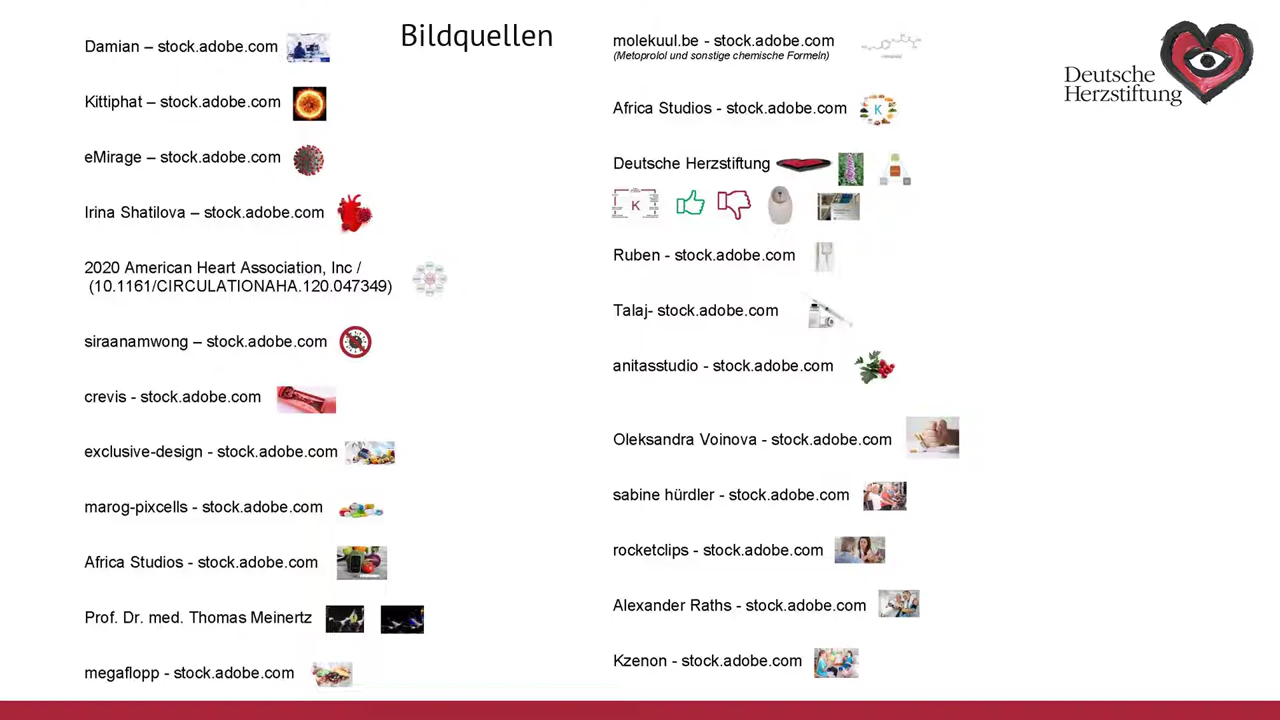 Bildquellen
Damian – stock.adobe.com
Kittiphat – stock.adobe.com
eMirage – stock.adobe.com
Irina Shatilova – stock.adobe.com
2020 American Heart Association, Inc /
(10.1161/CIRCULATIONAHA.120.047349)
siraanamwong – stock.adobe.com
crevis - stock.adobe.com
exclusive-design - stock.adobe.com
marog-pixcells - stock.adobe.com
Africa Studios - stock.adobe.com
Prof. Dr. med. Thomas Meinertz
megaflopp - stock.adobe.com
molekuul.be - stock.adobe.com
(Metoprolol und sonstige chemische Formeln)
Africa Studios - stock.adobe.com
K
Deutsche Herzstiftung
K
Ruben - stock.adobe.com
Talaj- stock.adobe.com
anitasstudio - stock.adobe.com
Oleksandra Voinova - stock.adobe.com
sabine hürdler - stock.adobe.com
rocketclips - stock.adobe.com
Alexander Raths - stock.adobe.com
Kzenon - stock.adobe.com
Deutsche
Herzstiftung